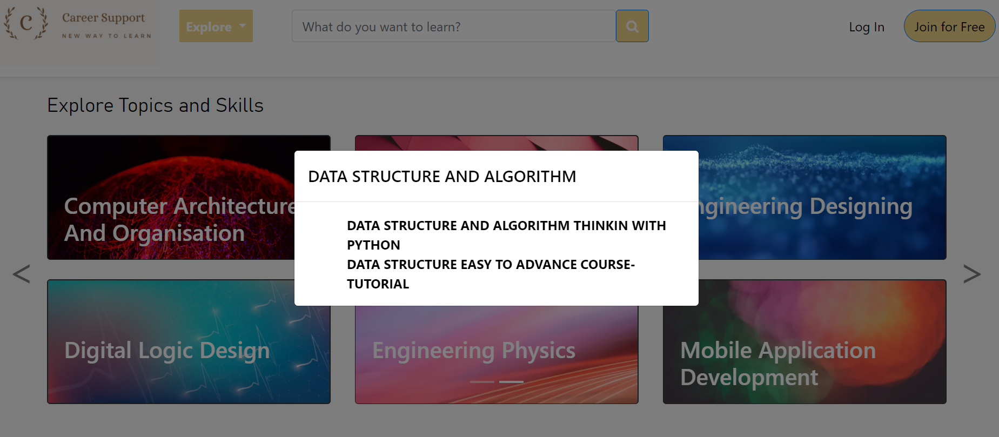 C
Career Support
NEW WAY TO LEARN
Explore
What do you want to learn?
Log In
Join for Free
Explore Topics and Skills
Computer Architecture
And Organisation
DATA STRUCTURE AND ALGORITHM
DATA STRUCTURE AND ALGORITHM THINKIN WITH
PYTHON
DATA STRUCTURE EASY TO ADVANCE COURSE-
TUTORIAL
ngineering Designing
<
>
Digital Logic Design
Engineering Physics
Mobile Application
Development